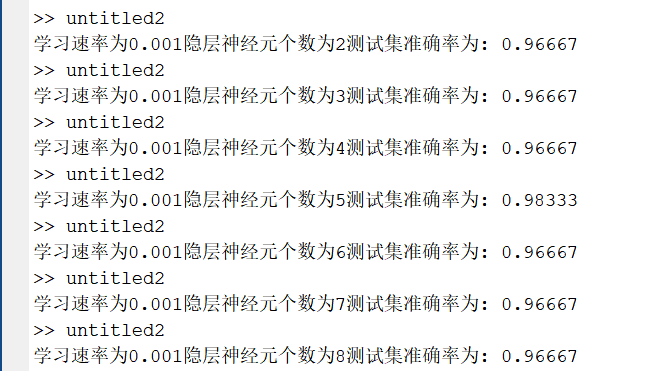 >> untitled2
学习速率为0.001隐层神经元个数为2测试集准确率为: 0.96667
>> untitled2
学习速率为0.001隐层神经元个数为3测试集准确率为: 0.96667
>> untitled2
学习速率为0.001隐层神经元个数为4测试集准确率为: 0.96667
>> untitled2
学习速率为0.001隐层神经元个数为5测试集准确率为: 0.98333
>> untitled2
学习速率为0.001隐层神经元个数为6测试集准确率为: 0.96667
>> untitled2
学习速率为0.001隐层神经元个数为7测试集准确率为: 0.96667
>> untitled2
学习速率为0.001隐层神经元个数为8测试集准确率为: 0.96667